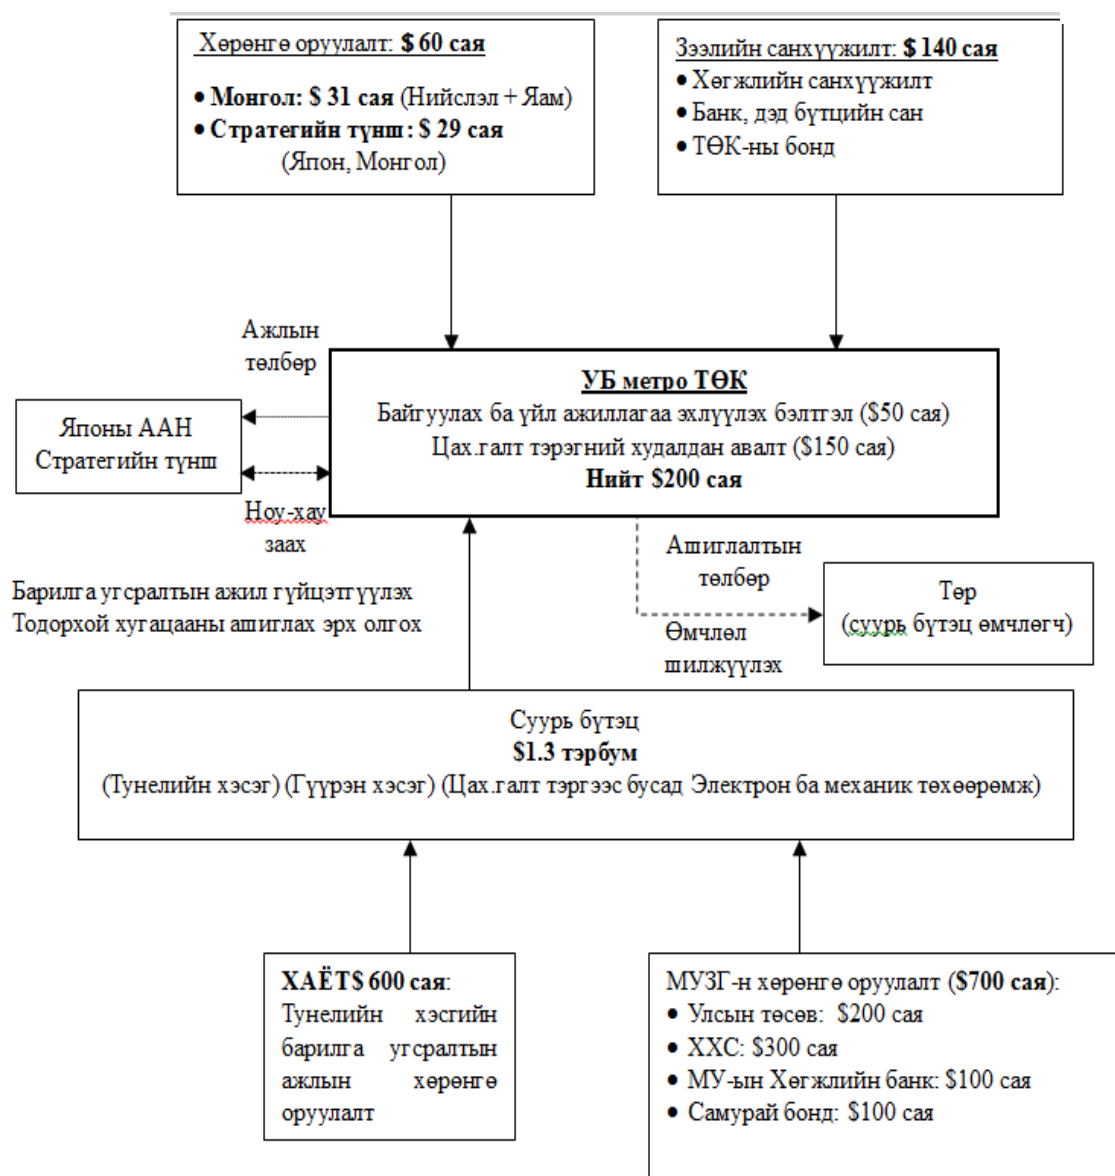 Хөрөнгө оруулалт: $ 60 сая
• Монгол: $ 31 сая (Нийслэл + Яам)
• Стратегийн түнш: $ 29 сая
(Япон, Монгол)
Зээлийн санхүүжилт: $ 140 сая
• Хөгжлийн санхүүжилт
• Банк, дэд бүтцийн сан
• ТӨК-ны бонд
Ажлын
төлбөр
УБ метро ТӨК
Байгуулах ба үйл ажиллагаа эхлүүлэх бэлтгэл ($50 сая)
Цах.галт тэрэгний худалдан авалт ($150 сая)
Нийт $200 сая
Японы ААН
Стратегийн түнш
Ноу-хау
заах
Ашиглалтын
төлбөр
Өмчлөл
шилжүүлэх
Төр
(суурь бүтэц өмчлөгч)
Барилга угсралтын ажил гүйцэтгүүлэх
Тодорхой хугацааны ашиглах эрх олгох
Суурь бүтэц
$1.3 тэрбум
(Тунелийн хэсэг) (Гүүрэн хэсэг) (Цах.галт тэргээс бусад Электрон ба механик төхөөрөмж)
ХАЁТ$ 600 сая:
Тунелийн хэсгийн
барилга угсралтын
ажлын хөрөнгө
оруулалт
МУЗГ-н хөрөнгө оруулалт ($700 сая):
• Улсын төсөв: $200 сая
• ХХС: $300 сая
• МУ-ын Хөгжлийн банк: $100 сая
• Самурай бонд: $100 сая